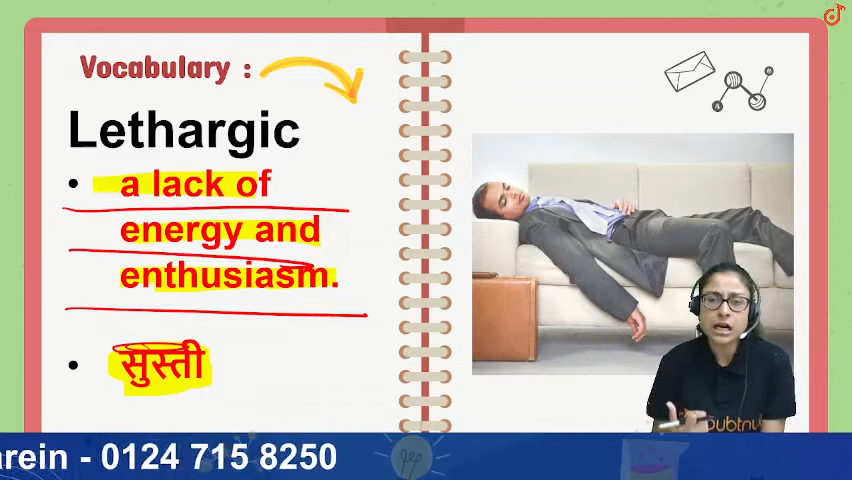 Vocabulary :
Lethargic
• a lack of
energy and
enthusiasm.
• सुस्ती
arein - 0124 715 8250